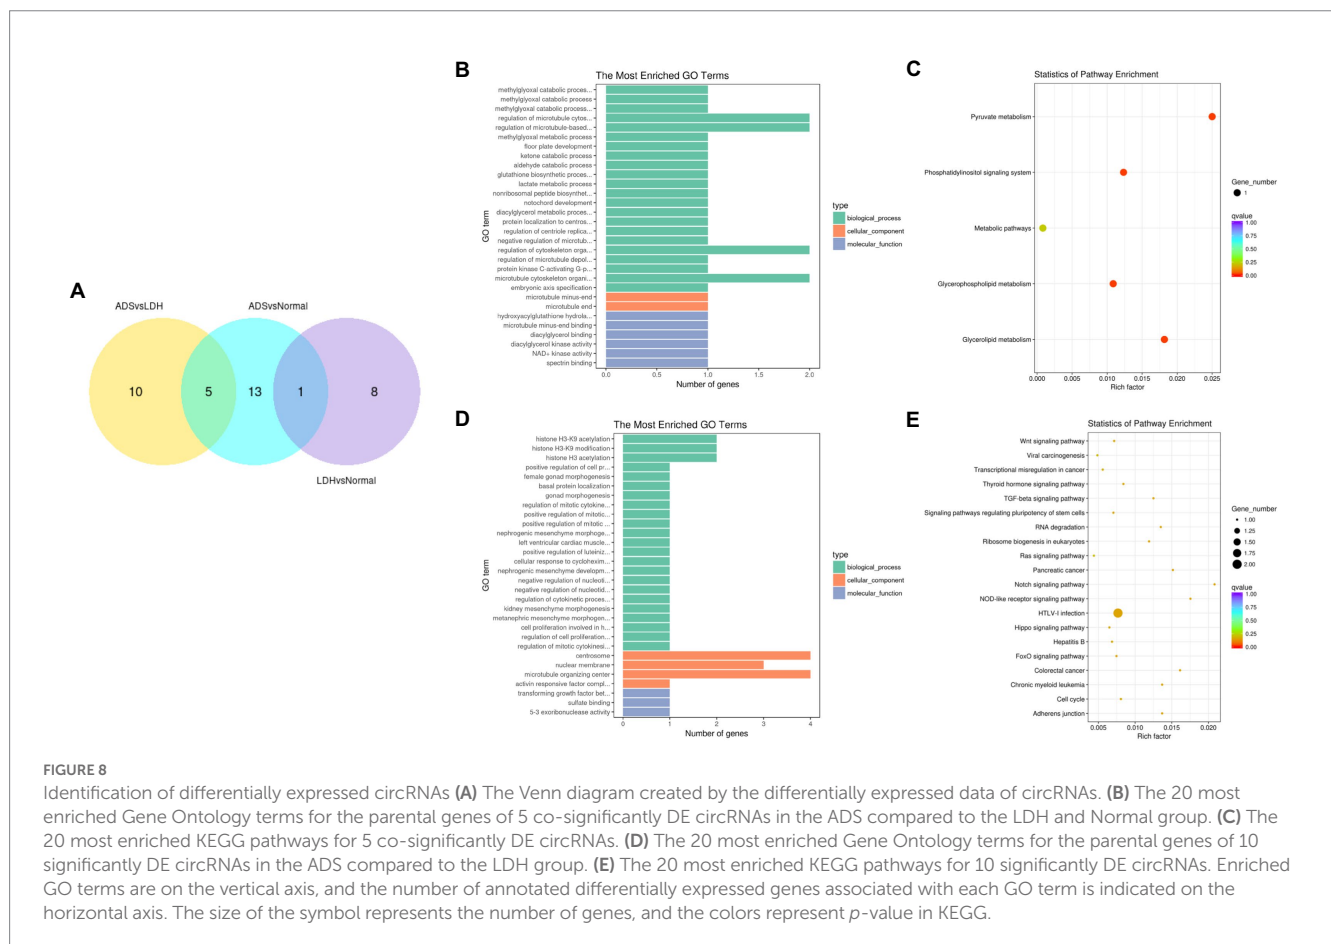 A
ADSvsLDH
ADSvsNormal
10
5
13
1
8
LDHvsNormal
B
The Most Enriched GO Terms
GO term
methylglyoxal catabolic proces...
methylglyoxal catabolic process
methylglyoxal catabolic process...
regulation of microtubule cytos...
regulation of microtubule-based...
methylglyoxal metabolic process
floor plate development
ketone catabolic process
aldehyde catabolic process
glutathione biosynthetic proces...
lactate metabolic process
nonribosomal peptide biosynthet...
notochord development
diacylglycerol metabolic proces...
protein localization to centros...
regulation of centriole replica...
negative regulation of microtub...
regulation of cytoskeleton orga...
regulation of microtubule depol...
protein kinase C-activating G-p...
microtubule cytoskeleton organi...
embryonic axis specification
microtubule minus-end
microtubule end
hydroxyacylglutathione hydrola...
microtubule minus-end binding
diacylglycerol binding
diacylglycerol kinase activity
NAD+ kinase activity
spectrin binding
0.0 0.5 1.0 1.5 2.0
Number of genes
type
biological_process
cellular_component
molecular_function
C
Statistics of Pathway Enrichment
Pyruvate metabolism
Phosphatidylinositol signaling system
Metabolic pathways
Glycerophospholipid metabolism
Glycerolipid metabolism
0.000 0.005 0.010 0.015 0.020 0.025
Rich factor
Gene_number
1
qvalue
1.00
0.75
0.50
0.25
0.00
D
The Most Enriched GO Terms
GO term
histone H3-K9 acetylation
histone H3-K9 modification
histone H3 acetylation
positive regulation of cell pr...
female gonad morphogenesis
basal protein localization
gonad morphogenesis
regulation of mitotic cytokine...
positive regulation of mitotic...
positive regulation of mitotic ...
nephrogenic mesenchyme morphoge...
left ventricular cardiac muscle...
positive regulation of luteiniz...
cellular response to cyclohexim...
nephrogenic mesenchyme developm...
negative regulation of nucleoti...
negative regulation of nucleotid...
regulation of cytokinetic proces...
kidney mesenchyme morphogenesis
metanephric mesenchyme morphogen...
cell proliferation involved in h...
regulation of cell proliferation...
regulation of mitotic cytokinesi...
centrosome
nuclear membrane
microtubule organizing center
activin responsive factor compl...
transforming growth factor bet...
sulfate binding
5-3 exoribonuclease activity
0 1 2 3 4
Number of genes
type
biological_process
cellular_component
molecular_function
E
Statistics of Pathway Enrichment
Wnt signaling pathway
Viral carcinogenesis
Transcriptional misregulation in cancer
Thyroid hormone signaling pathway
TGF-beta signaling pathway
Signaling pathways regulating pluripotency of stem cells
RNA degradation
Ribosome biogenesis in eukaryotes
Ras signaling pathway
Pancreatic cancer
Notch signaling pathway
NOD-like receptor signaling pathway
HTLV-I infection
Hippo signaling pathway
Hepatitis B
FoxO signaling pathway
Colorectal cancer
Chronic myeloid leukemia
Cell cycle
Adherens junction
0.005 0.010 0.015 0.020
Rich factor
Gene_number
1.00
1.25
1.50
1.75
2.00
qvalue
1.00
0.75
0.50
0.25
0.00
FIGURE 8
Identification of differentially expressed circRNAs (A) The Venn diagram created by the differentially expressed data of circRNAs. (B) The 20 most
enriched Gene Ontology terms for the parental genes of 5 co-significantly DE circRNAs in the ADS compared to the LDH and Normal group. (C) The
20 most enriched KEGG pathways for 5 co-significantly DE circRNAs. (D) The 20 most enriched Gene Ontology terms for the parental genes of 10
significantly DE circRNAs in the ADS compared to the LDH group. (E) The 20 most enriched KEGG pathways for 10 significantly DE circRNAs. Enriched
GO terms are on the vertical axis, and the number of annotated differentially expressed genes associated with each GO term is indicated on the
horizontal axis. The size of the symbol represents the number of genes, and the colors represent p-value in KEGG.